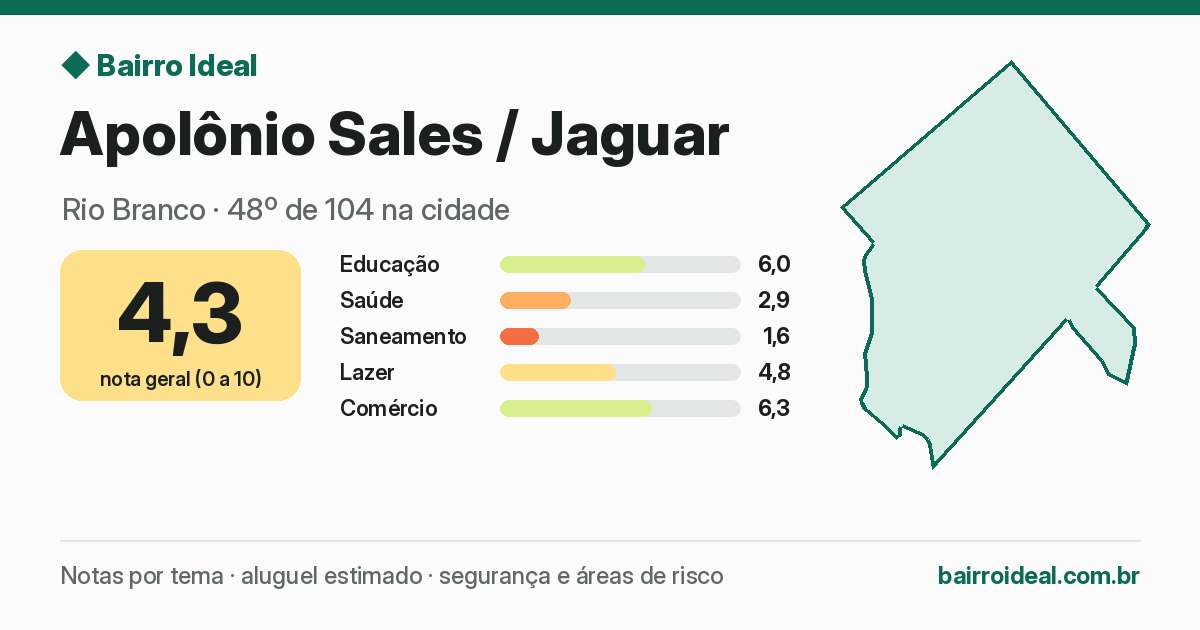 Bairro Ideal
Apolônio Sales / Jaguar
Rio Branco · 48º de 104 na cidade
4,3
nota geral (0 a 10)
Educação 6,0
Saúde 2,9
Saneamento 1,6
Lazer 4,8
Comércio 6,3
Notas por tema · aluguel estimado · segurança e áreas de risco
bairroideal.com.br